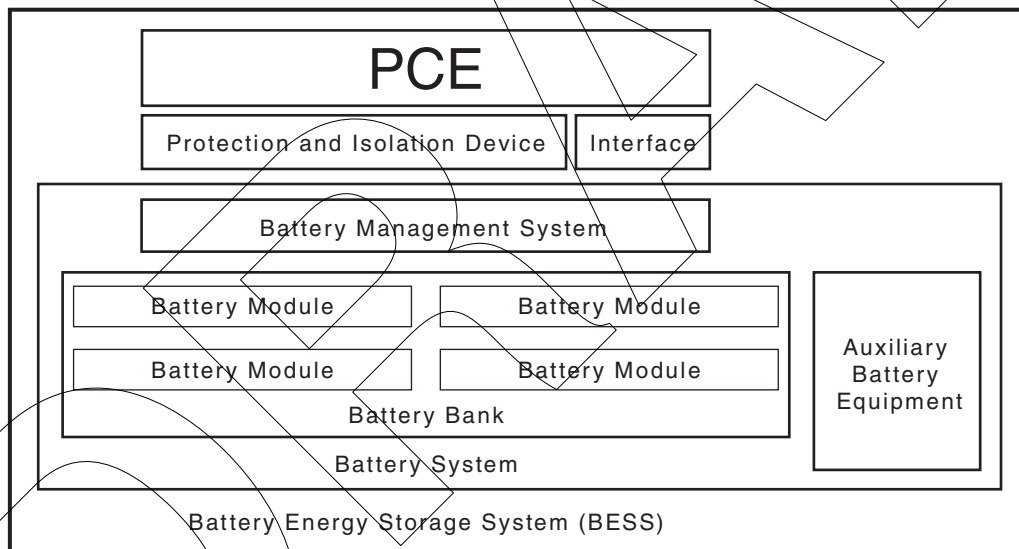 PCE
Protection and Isolation Device
Interface
Battery Management System
Battery Module
Battery Module
Battery Module
Battery Module
Battery Bank
Auxiliary
Battery
Equipment
Battery System
Battery Energy Storage System (BESS)